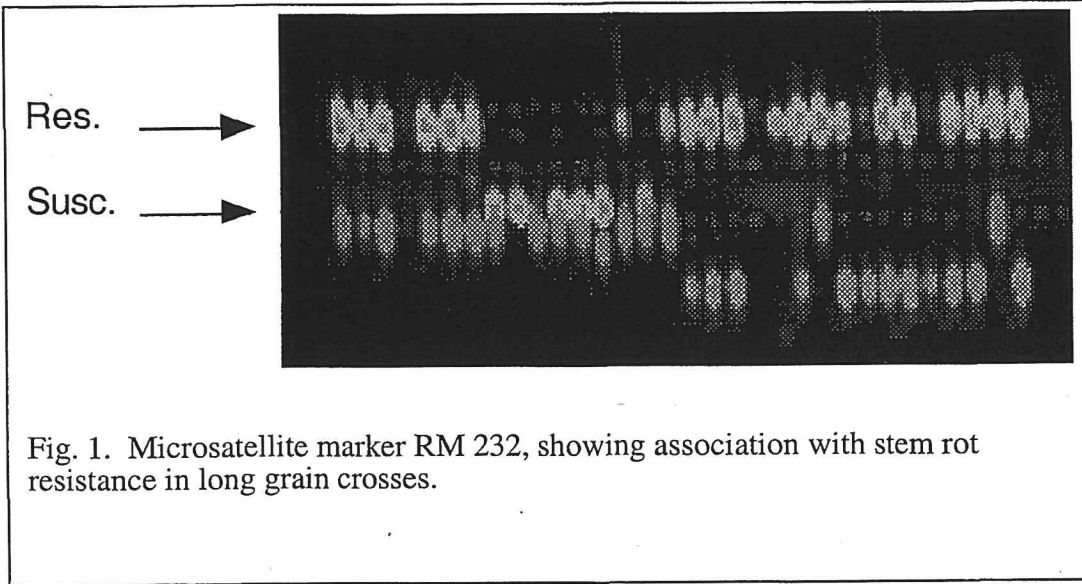 Res.
Susc.
Fig. 1. Microsatellite marker RM 232, showing association with stem rot
resistance in long grain crosses.